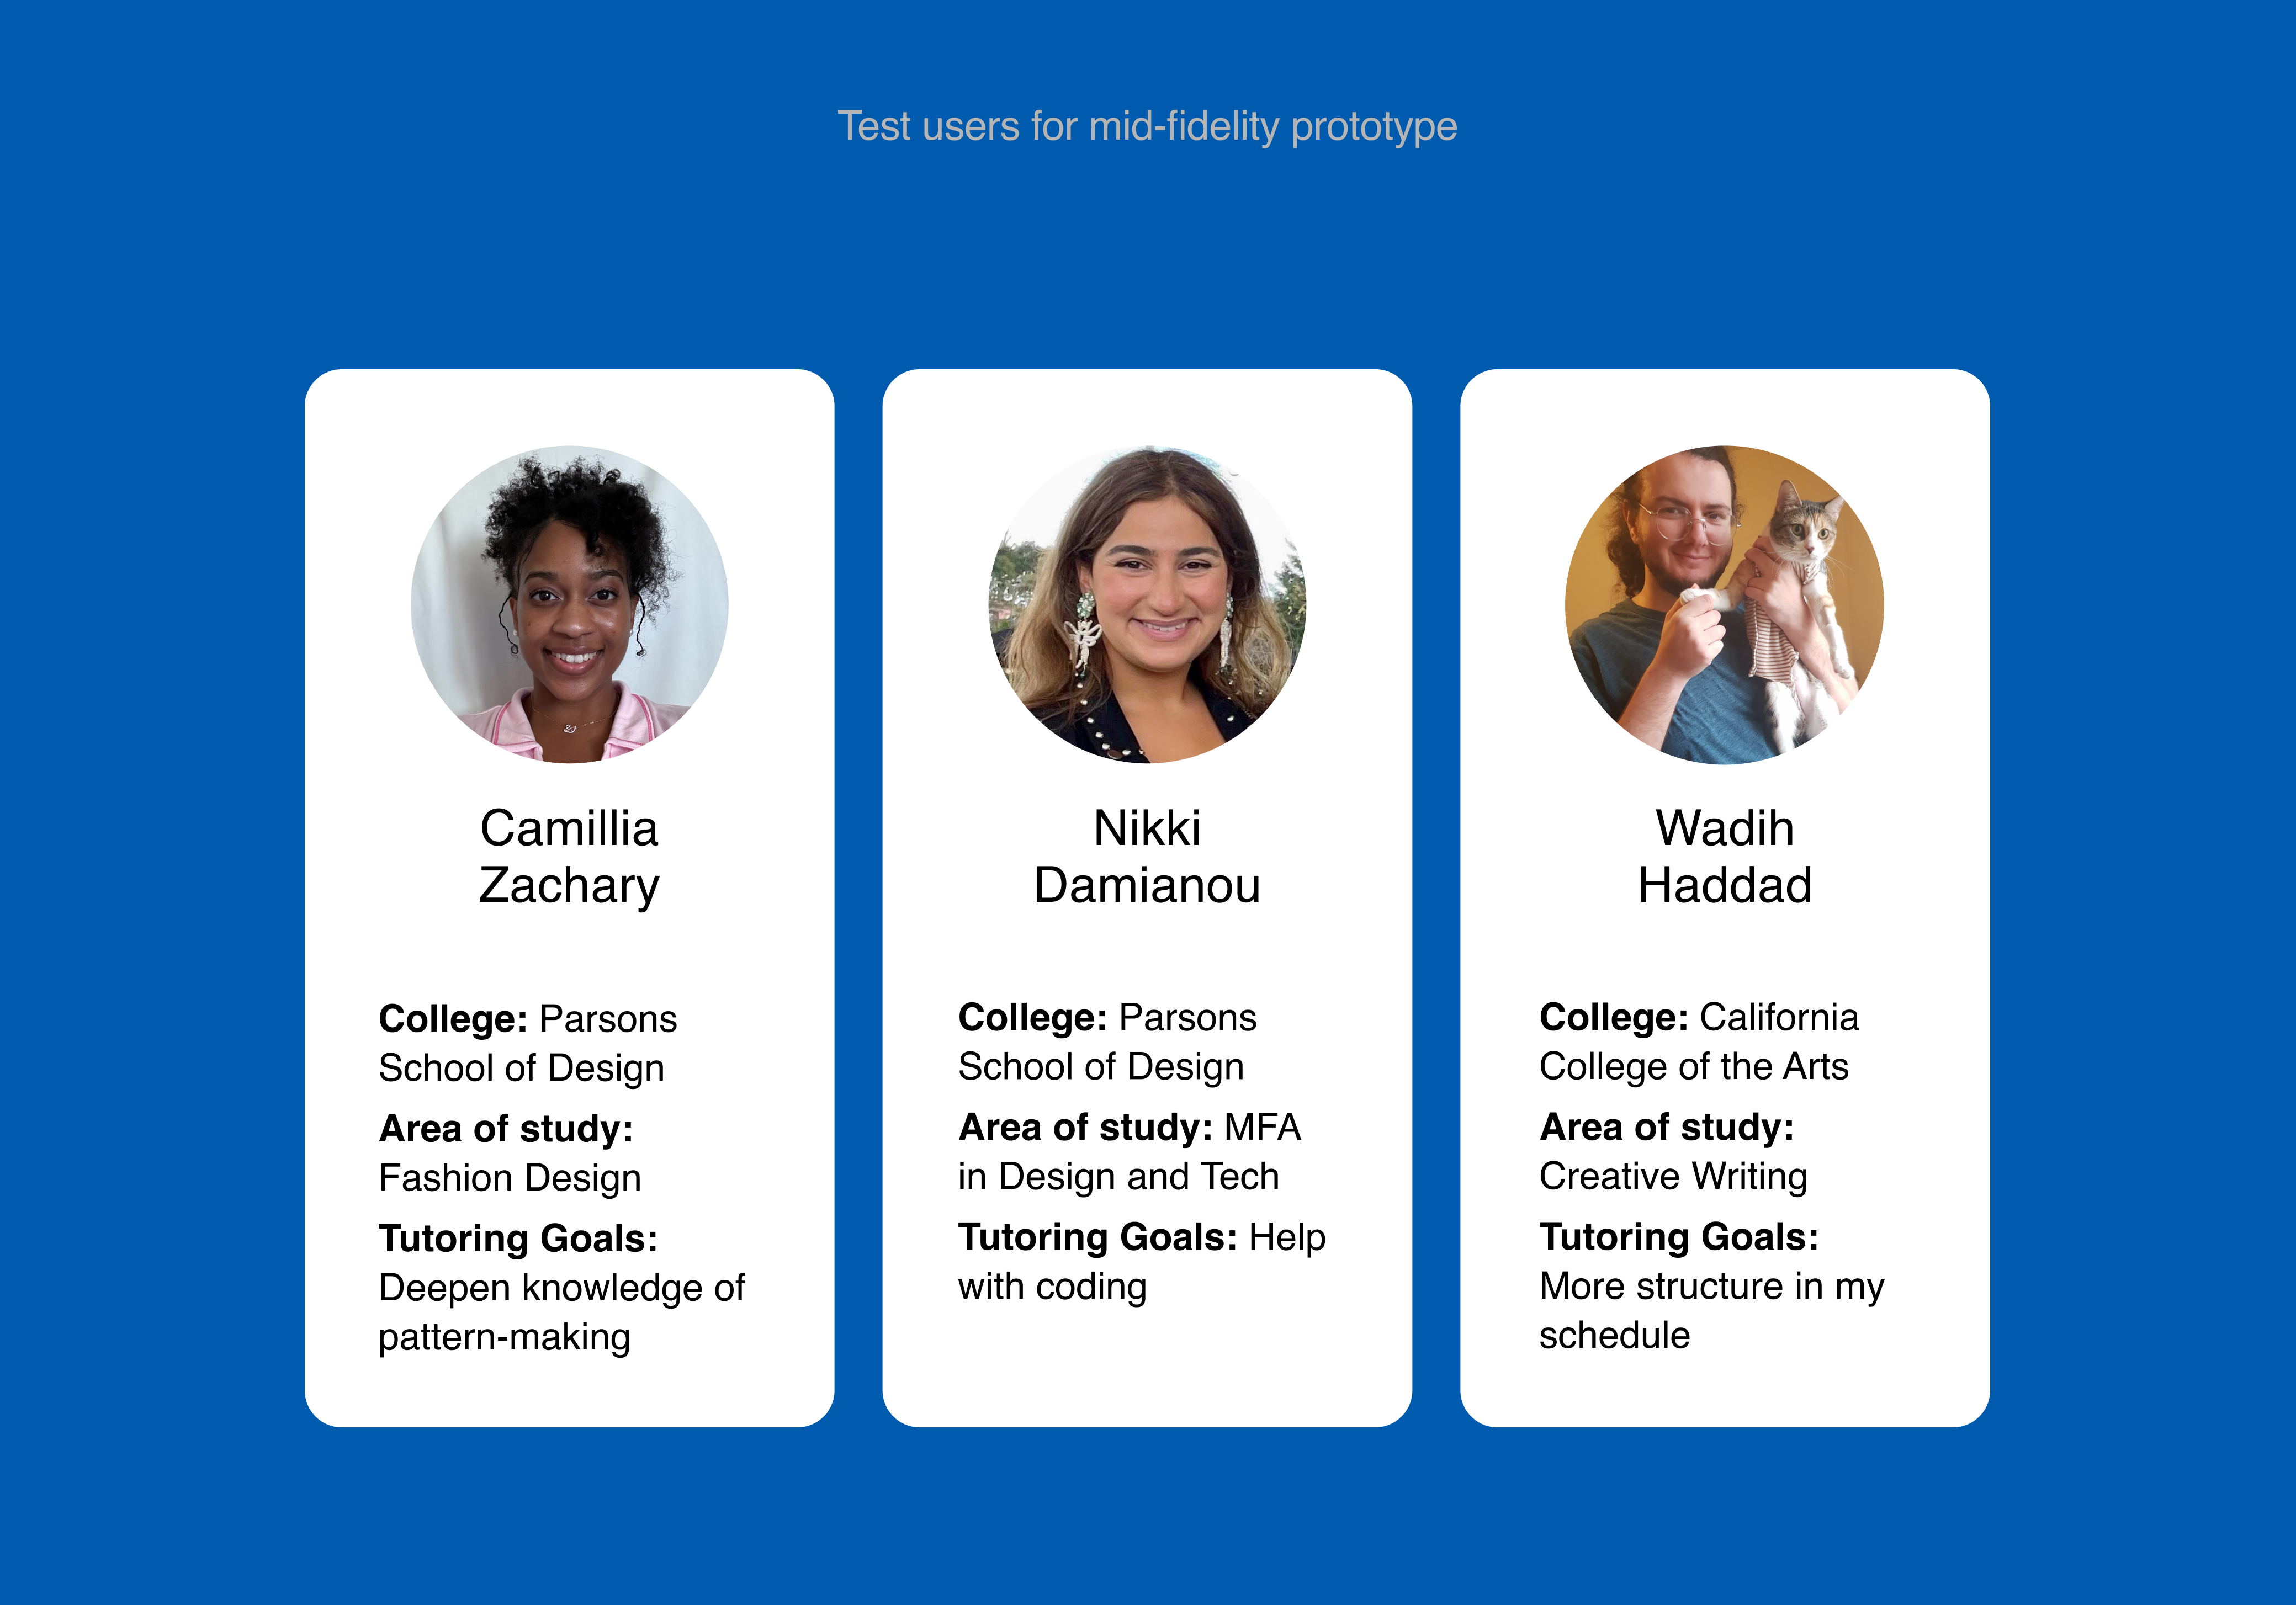 Test users for mid-fidelity prototype
Camillia
Zachary
College: Parsons
School of Design
Area of study:
Fashion Design
Tutoring Goals:
Deepen knowledge of
pattern-making
Nikki
Damianou
College: Parsons
School of Design
Area of study: MFA
in Design and Tech
Tutoring Goals: Help
with coding
Wadih
Haddad
College: California
College of the Arts
Area of study:
Creative Writing
Tutoring Goals:
More structure in my
schedule